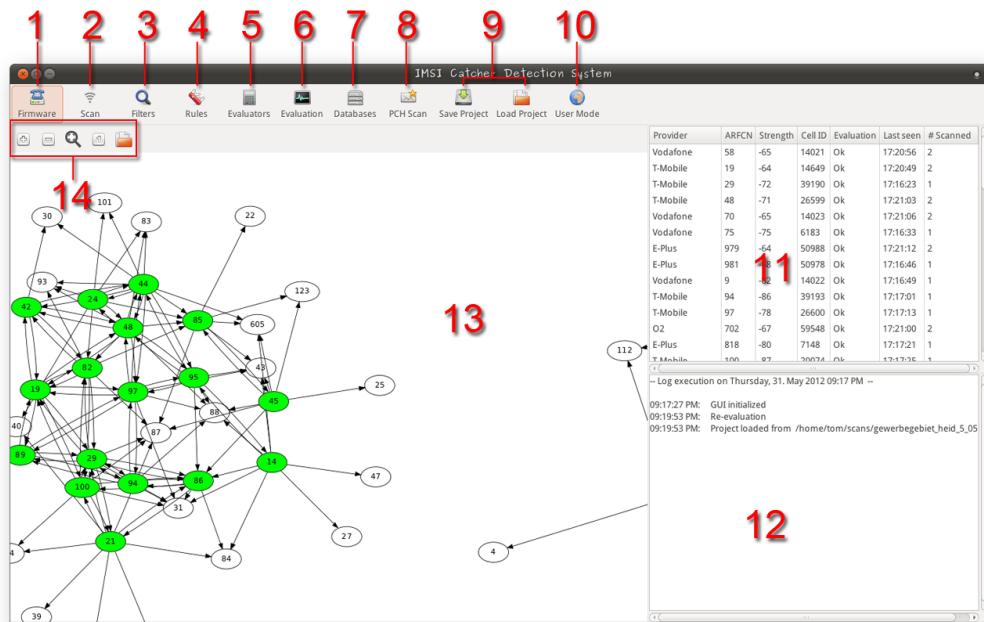 1 2 3 4 5 6 7 8 9 10
IMSI Catcher Detection System
Firmware Scan Filters Rules Evaluators Evaluation Databases PCH Scan Save Project Load Project User Mode
14
Provider ARFCN Strength Cell ID Evaluation Last seen # Scanned
Vodafone 58 -65 14021 Ok 17:20:56 2
T-Mobile 19 -64 14649 Ok 17:20:49 2
T-Mobile 29 -72 39190 Ok 17:16:23 1
T-Mobile 48 -71 26599 Ok 17:21:03 2
Vodafone 70 -65 14023 Ok 17:21:06 2
Vodafone 75 -75 6183 Ok 17:16:33 1
E-Plus 979 -64 50988 Ok 17:21:12 2
E-Plus 981 50978 Ok 17:16:46 1
Vodafone 9 14022 Ok 17:16:49 1
T-Mobile 94 -86 39193 Ok 17:17:01 1
T-Mobile 97 -78 26600 Ok 17:17:13 1
O2 702 -67 59548 Ok 17:21:00 2
E-Plus 818 -80 7148 Ok 17:17:21 1
T-Mobile 100 -87 29074 Ok 17:17:25 1
11
-- Log execution on Thursday, 31. May 2012 09:17 PM --
09:17:27 PM: GUI initialized
09:19:53 PM: Re-evaluation
09:19:53 PM: Project loaded from /home/tom/scans/gewerbegebiet_heid_5_05
12
13
101
30
83
22
93
44
123
42
24
48
85
605
112
82
43
19
97
95
25
45
88
40
87
89
29
14
100
94
86
47
31
27
21
4
84
4
39